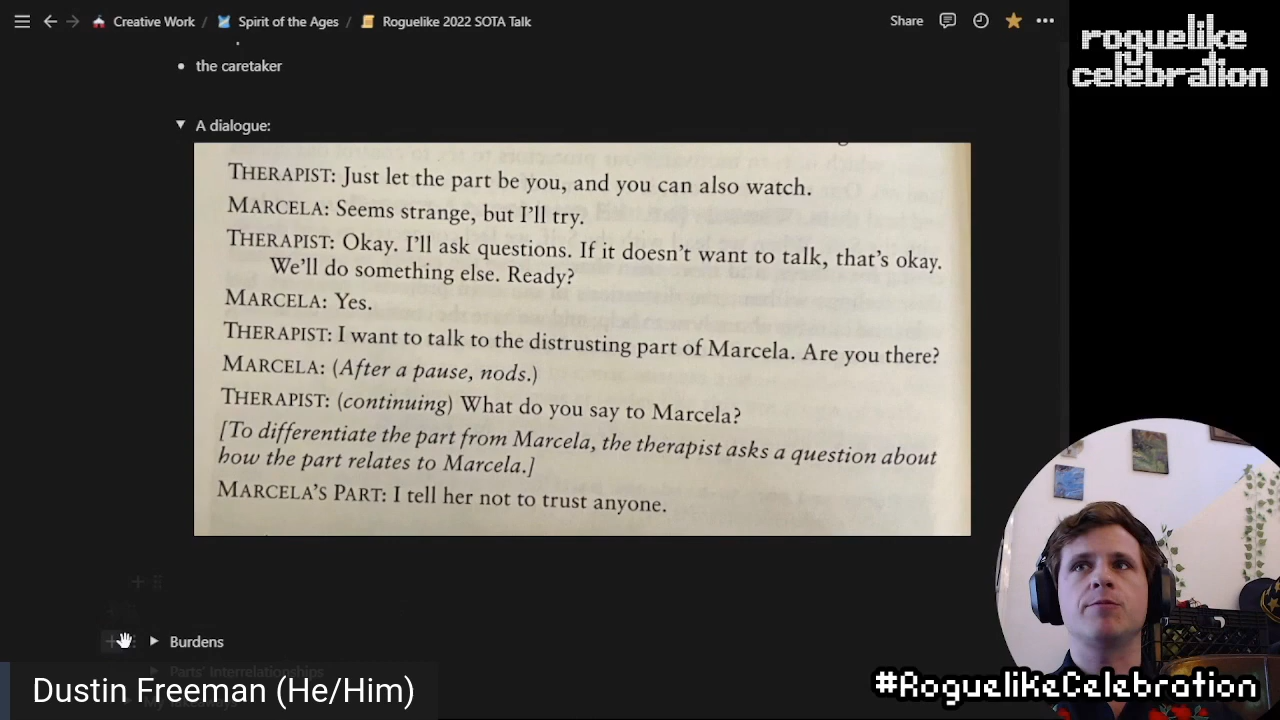 Creative Work / Spirit of the Ages / Roguelike 2022 SOTA Talk
Share
roguelike
celebration
the caretaker
A dialogue:
THERAPIST: Just let the part be you, and you can also watch.
MARCELA: Seems strange, but I'll try.
THERAPIST: Okay. I'll ask questions. If it doesn't want to talk, that's okay.
We'll do something else. Ready?
MARCELA: Yes.
THERAPIST: I want to talk to the distrusting part of Marcela. Are you there?
MARCELA: (After a pause, nods.)
THERAPIST: (continuing) What do you say to Marcela?
[To differentiate the part from Marcela, the therapist asks a question about
how the part relates to Marcela.]
MARCELA'S PART: I tell her not to trust anyone.
Burdens
Parts' Interrelationships
My takeaways
Dustin Freeman (He/Him)
#RoguelikeCelebration